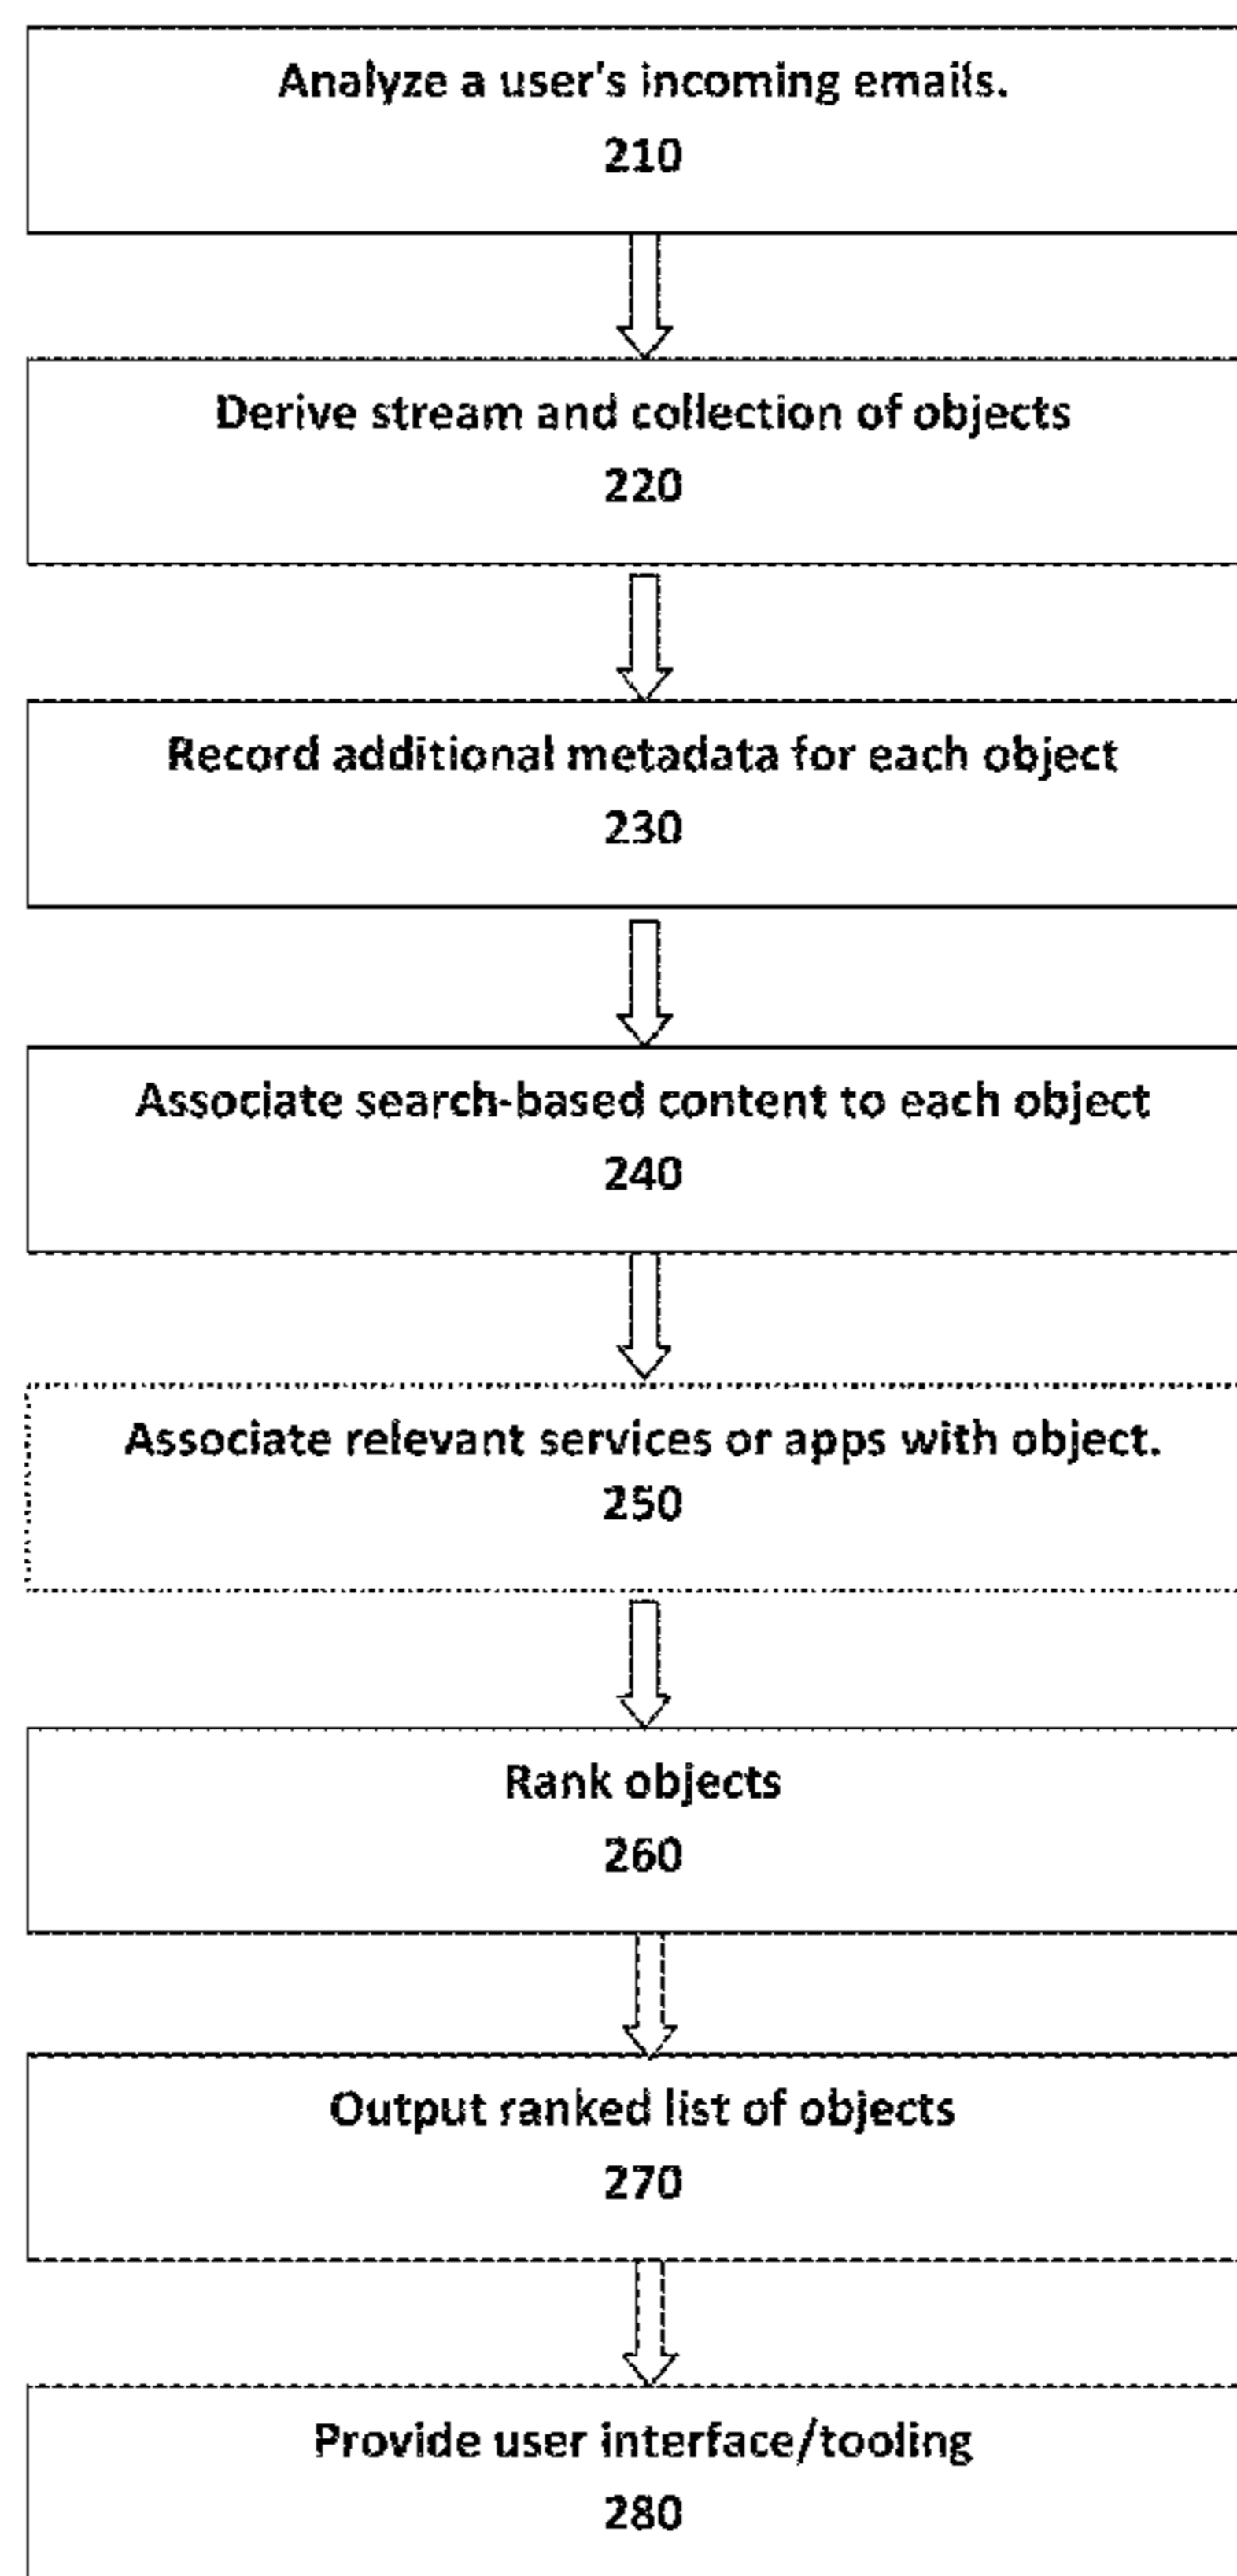 Analyze a user's incoming emails.
210
Derive stream and collection of objects
220
Record additional metadata for each object
230
Associate search-based content to each object
240
Associate relevant services or apps with object.
250
Rank objects
260
Output ranked list of objects
270
Provide user interface/tooling
280